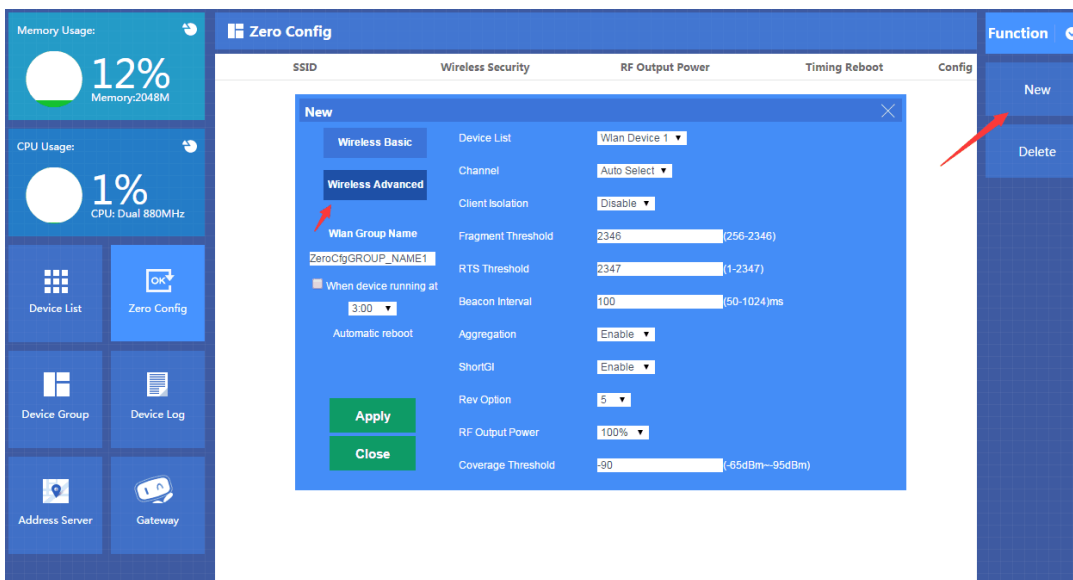 Memory Usage:
12%
Memory:2048M
CPU Usage:
1%
CPU: Dual 880MHz
Device List
Zero Config
Device Group
Device Log
Address Server
Gateway
Zero Config
SSID Wireless Security RF Output Power Timing Reboot Config
New
Wireless Basic
Wireless Advanced
Wlan Group Name
ZeroCfgGROUP_NAME1
When device running at
3:00
Automatic reboot
Apply
Close
Device List Wlan Device 1
Channel Auto Select
Client Isolation Disable
Fragment Threshold 2346 (256-2346)
RTS Threshold 2347 (1-2347)
Beacon Interval 100 (50-1024)ms
Aggregation Enable
ShortGI Enable
Rev Option 5
RF Output Power 100%
Coverage Threshold -90 (-65dBm~-95dBm)
Function
New
Delete